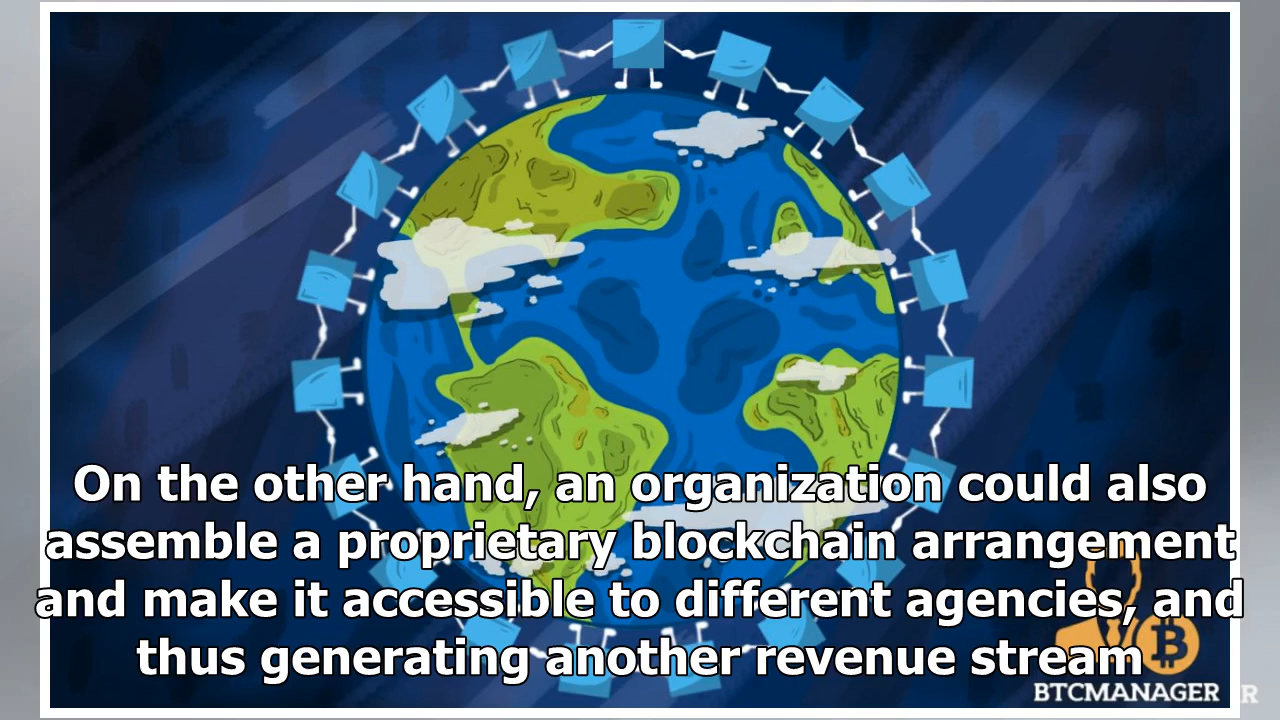 On the other hand, an organization could also
assemble a proprietary blockchain arrangement
and make it accessible to different agencies, and
thus generating another revenue stream
BTCMANAGER